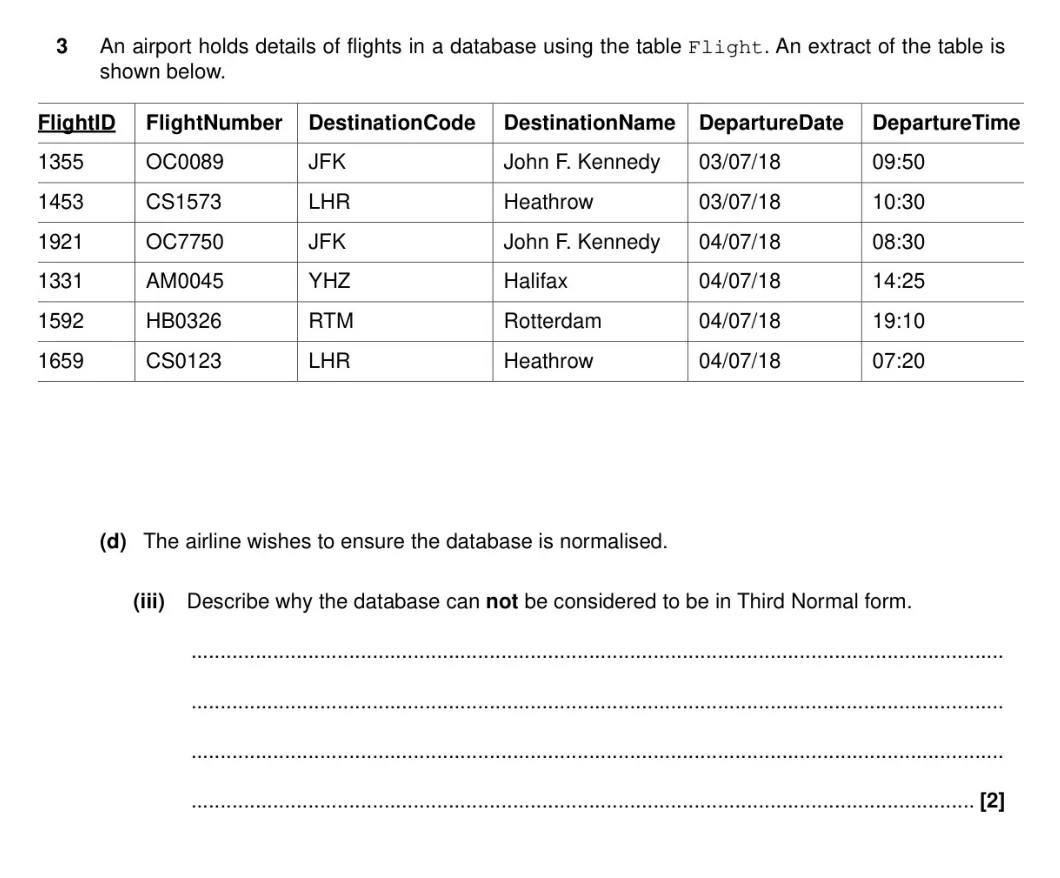 3 An airport holds details of flights in a database using the table Flight. An extract of the table is
shown below.
FlightID FlightNumber DestinationCode DestinationName DepartureDate DepartureTime
1355 OC0089 JFK John F. Kennedy 03/07/18 09:50
1453 CS1573 LHR Heathrow 03/07/18 10:30
1921 OC7750 JFK John F. Kennedy 04/07/18 08:30
1331 AM0045 YHZ Halifax 04/07/18 14:25
1592 HB0326 RTM Rotterdam 04/07/18 19:10
1659 CS0123 LHR Heathrow 04/07/18 07:20
(d) The airline wishes to ensure the database is normalised.
(iii) Describe why the database can not be considered to be in Third Normal form.
[2]